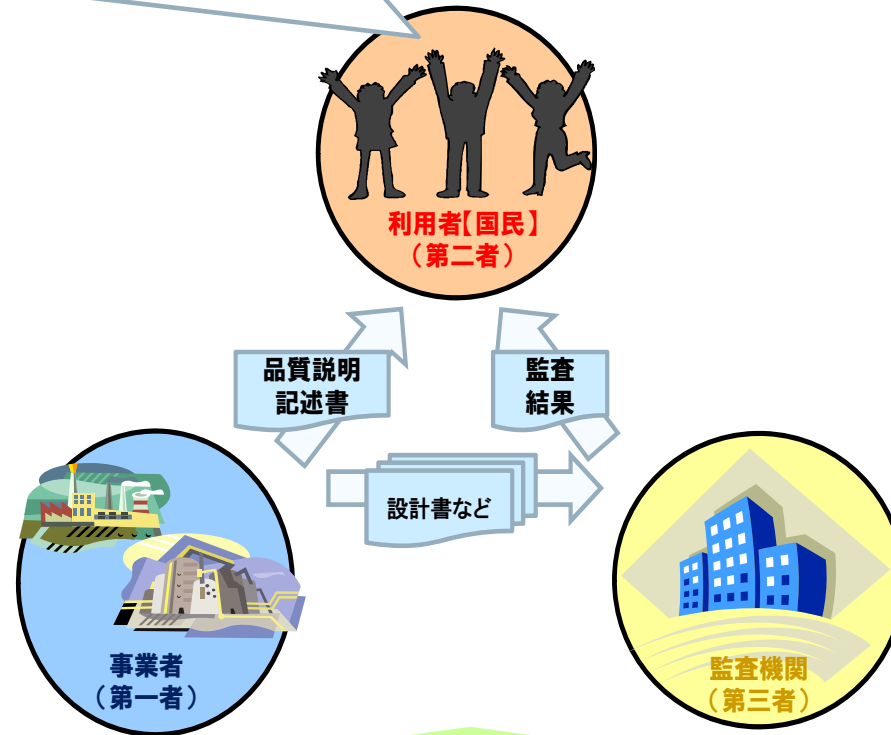 利用者【国民】
（第二者）
品質説明
記述書
監査
結果
設計書など
事業者
（第一者）
監査機関
（第三者）